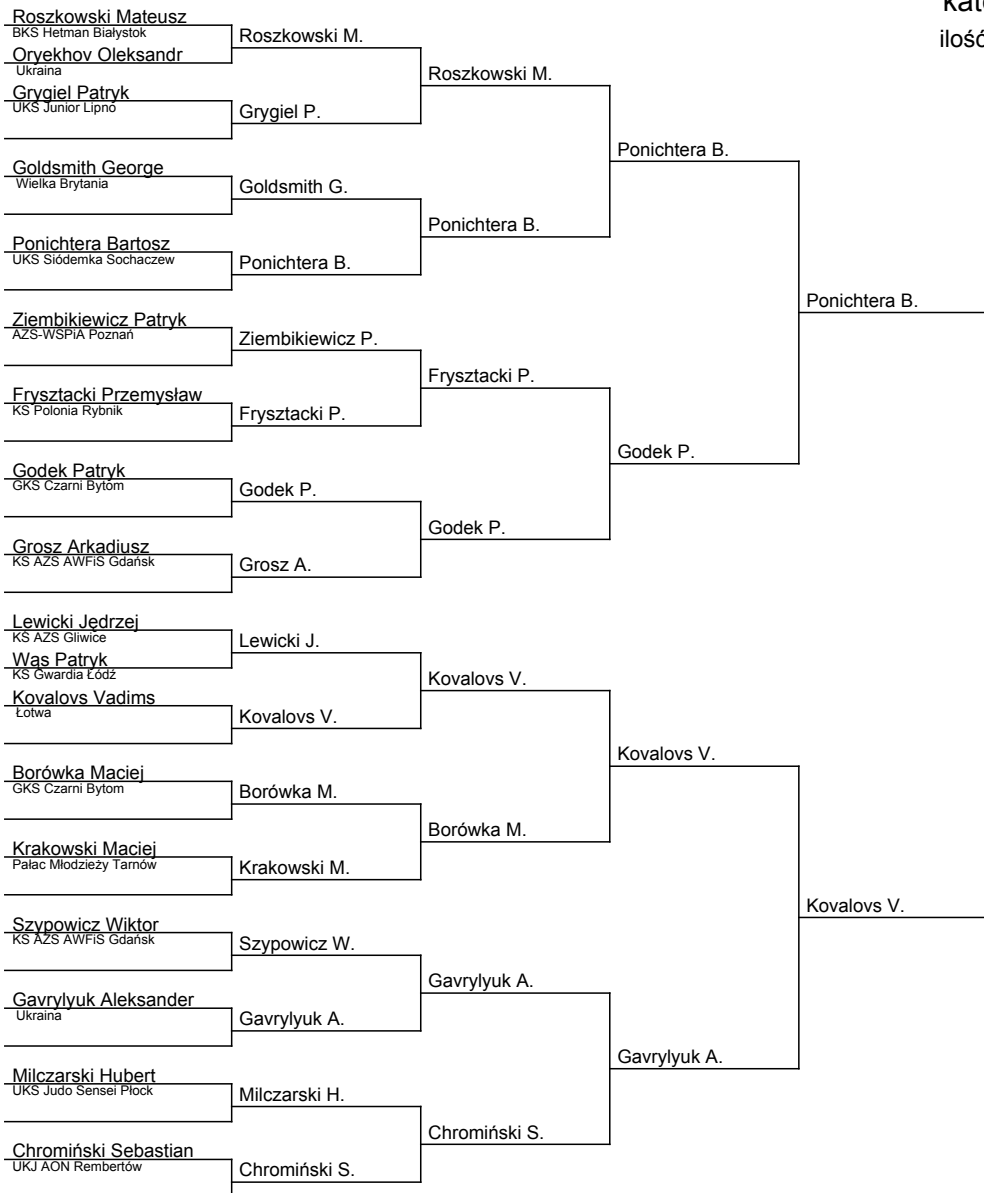 kate
ilość
Roszkowski Mateusz
BKS Hetman Białystok
Roszkowski M.
Oryekhov Oleksandr
Ukraina
Roszkowski M.
Grygiel Patryk
UKS Junior Lipno
Grygiel P.
Ponichtera B.
Goldsmith George
Wielka Brytania
Goldsmith G.
Ponichtera B.
Ponichtera Bartosz
UKS Siódemka Sochaczew
Ponichtera B.
Ponichtera B.
Ziembikiewicz Patryk
AZS-WSPiA Poznań
Ziembikiewicz P.
Frysztacki P.
Frysztacki Przemysław
KS Polonia Rybnik
Frysztacki P.
Godek P.
Godek Patryk
GKS Czarni Bytom
Godek P.
Godek P.
Grosz Arkadiusz
KS AZS AWFiS Gdańsk
Grosz A.
Lewicki Jędrzej
KS AZS Gliwice
Lewicki J.
Wąs Patryk
KS Gwardia Łódź
Kovalovs V.
Kovalovs Vadims
Łotwa
Kovalovs V.
Kovalovs V.
Borówka Maciej
GKS Czarni Bytom
Borówka M.
Borówka M.
Krakowski Maciej
Pałac Młodzieży Tarnów
Krakowski M.
Kovalovs V.
Szypowicz Wiktor
KS AZS AWFiS Gdańsk
Szypowicz W.
Gavrylyuk A.
Gavrylyuk Aleksander
Ukraina
Gavrylyuk A.
Gavrylyuk A.
Milczarski Hubert
UKS Judo Sensei Płock
Milczarski H.
Chromiński S.
Chromiński Sebastian
UKJ AON Rembertów
Chromiński S.